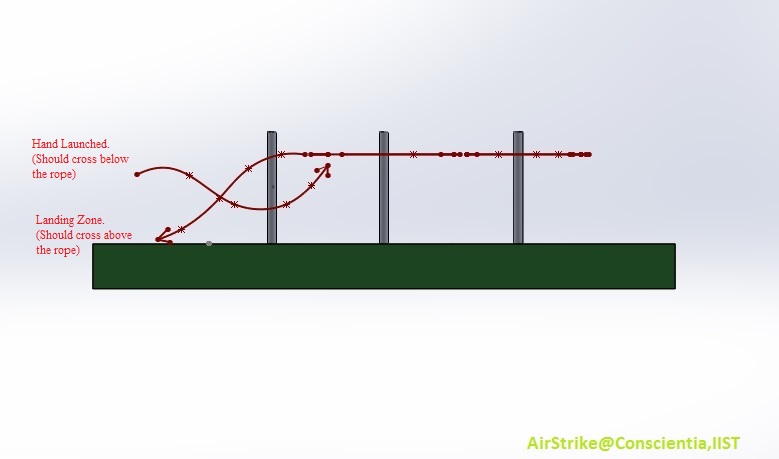 Hand Launched.
(Should cross below
the rope)
Landing Zone.
(Should cross above
the rope)
AirStrike@Conscientia,IIST